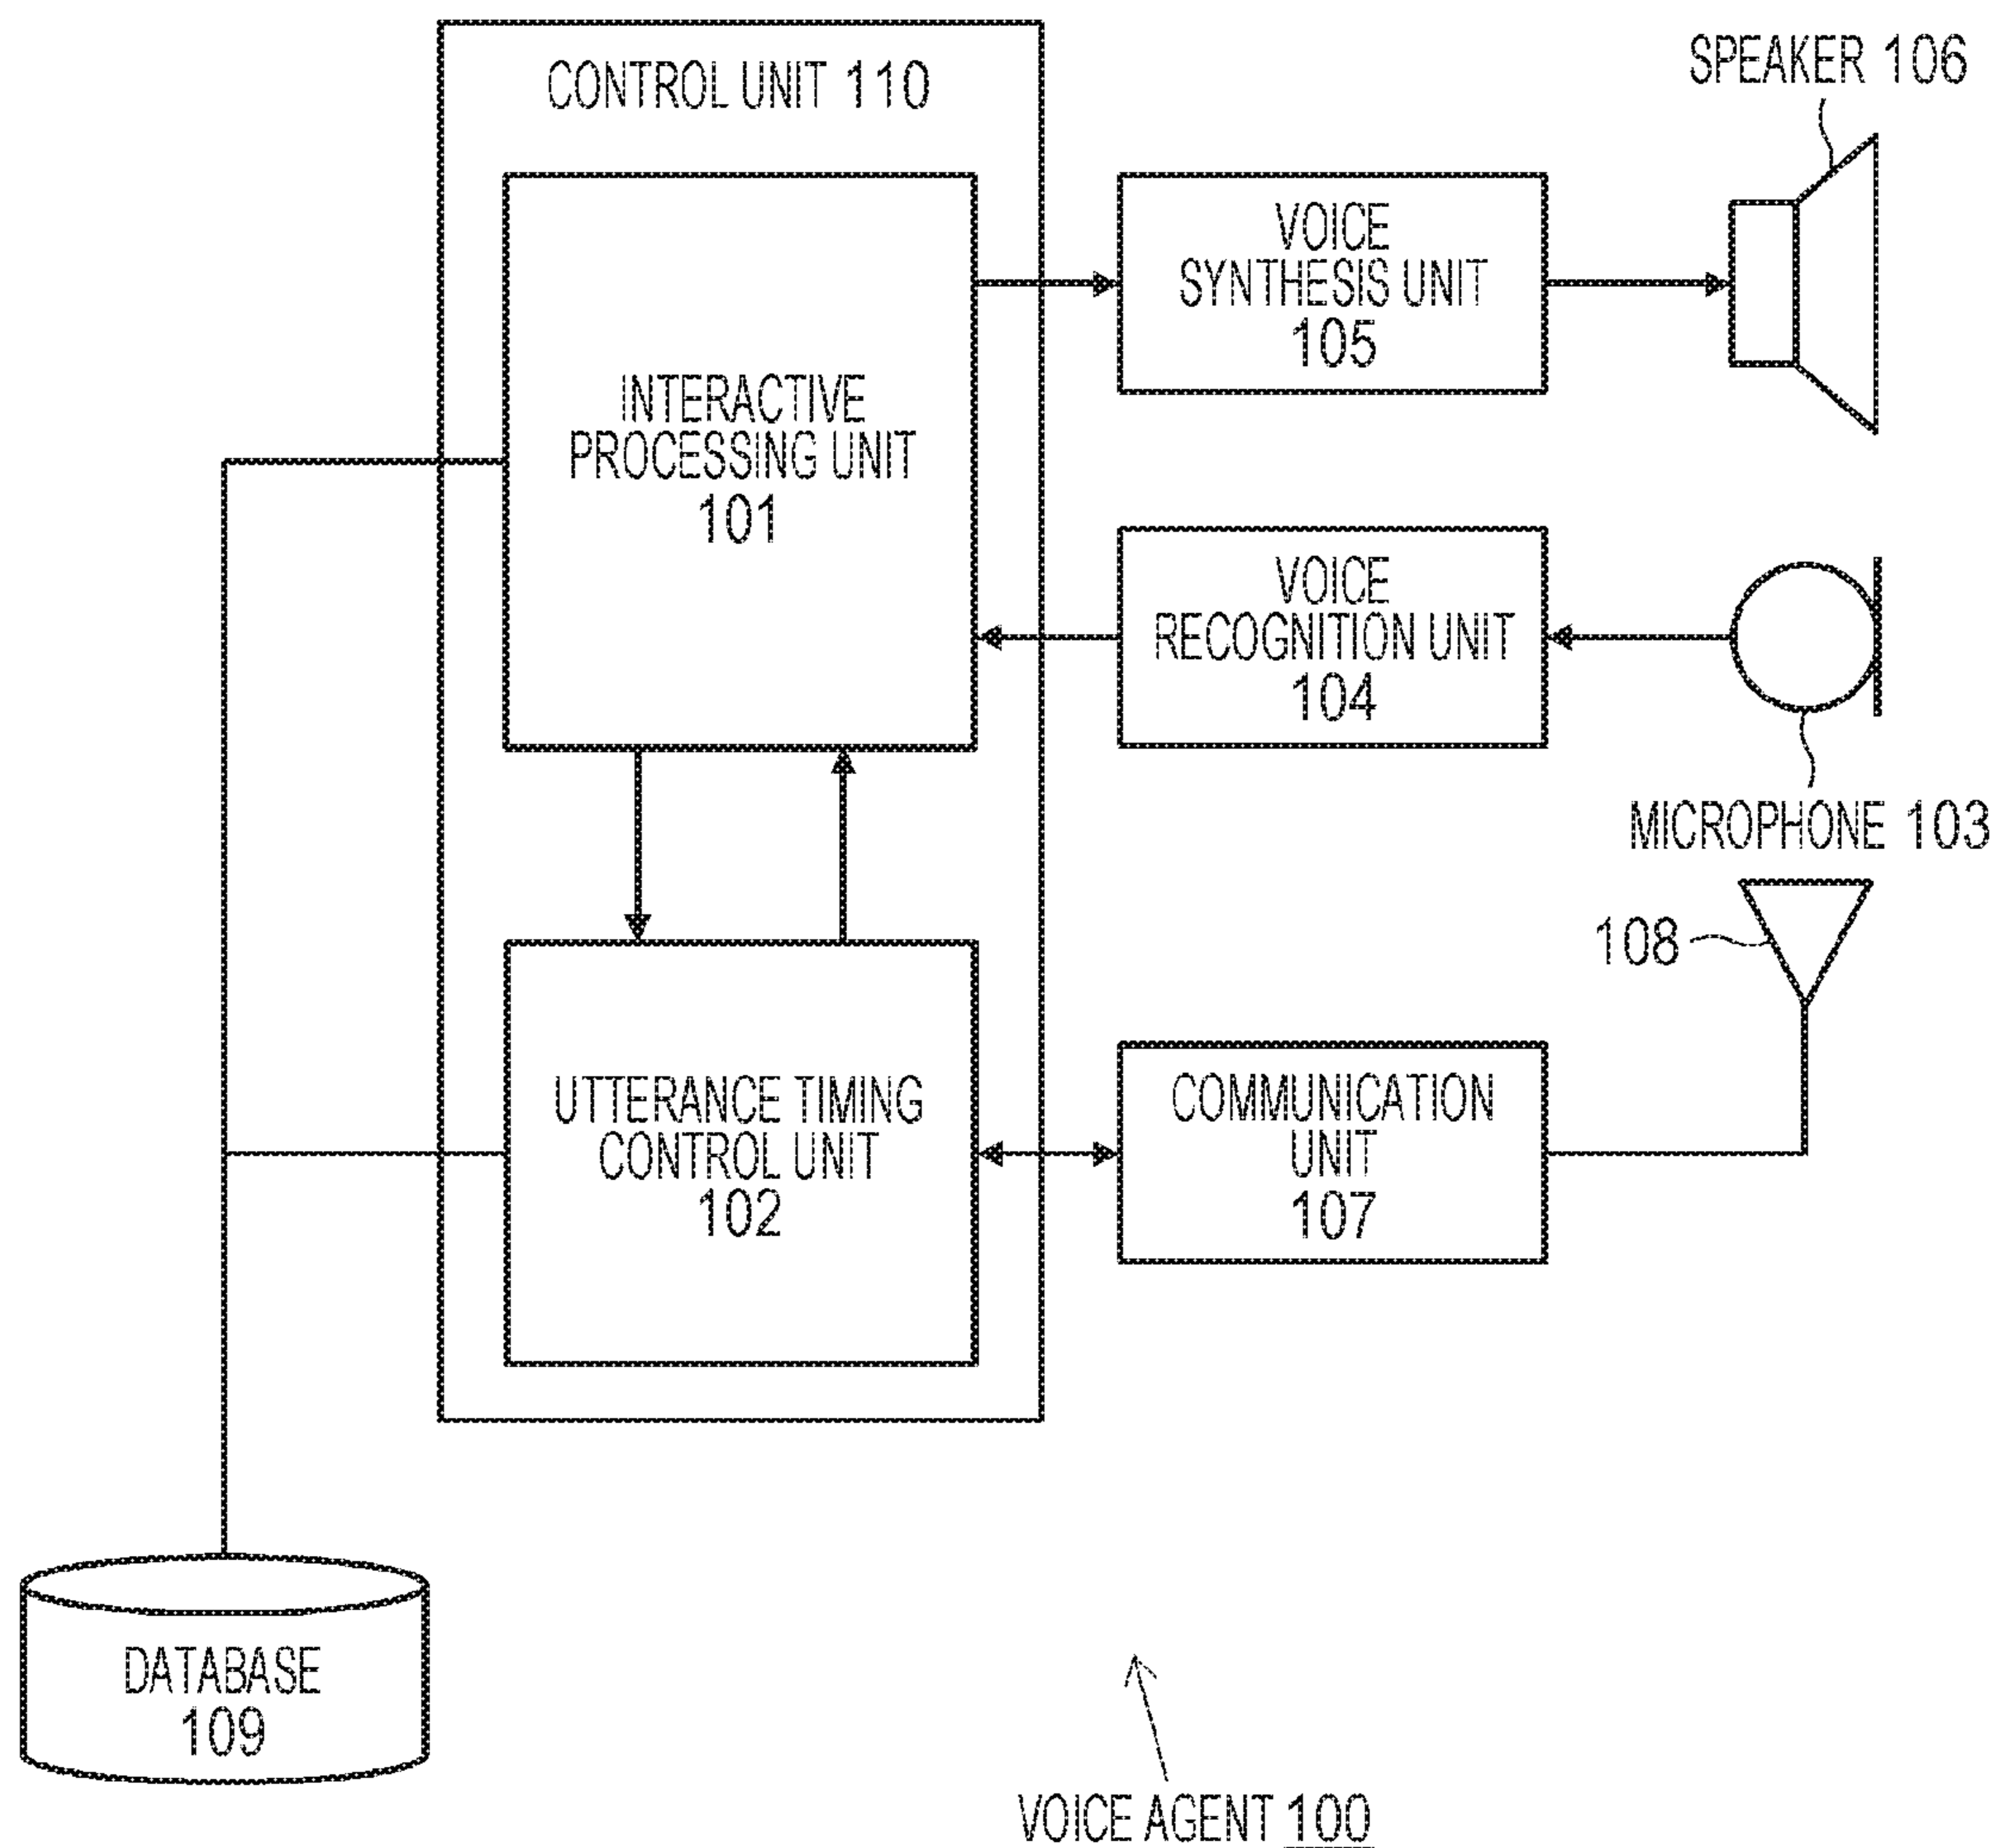 CONTROL UNIT 110
SPEAKER 106
VOICE
SYNTHESIS UNIT
105
INTERACTIVE
PROCESSING UNIT
101
VOICE
RECOGNITION UNIT
104
MICROPHONE 103
108
UTTERANCE TIMING
CONTROL UNIT
102
COMMUNICATION
UNIT
107
DATABASE
109
VOICE AGENT 100